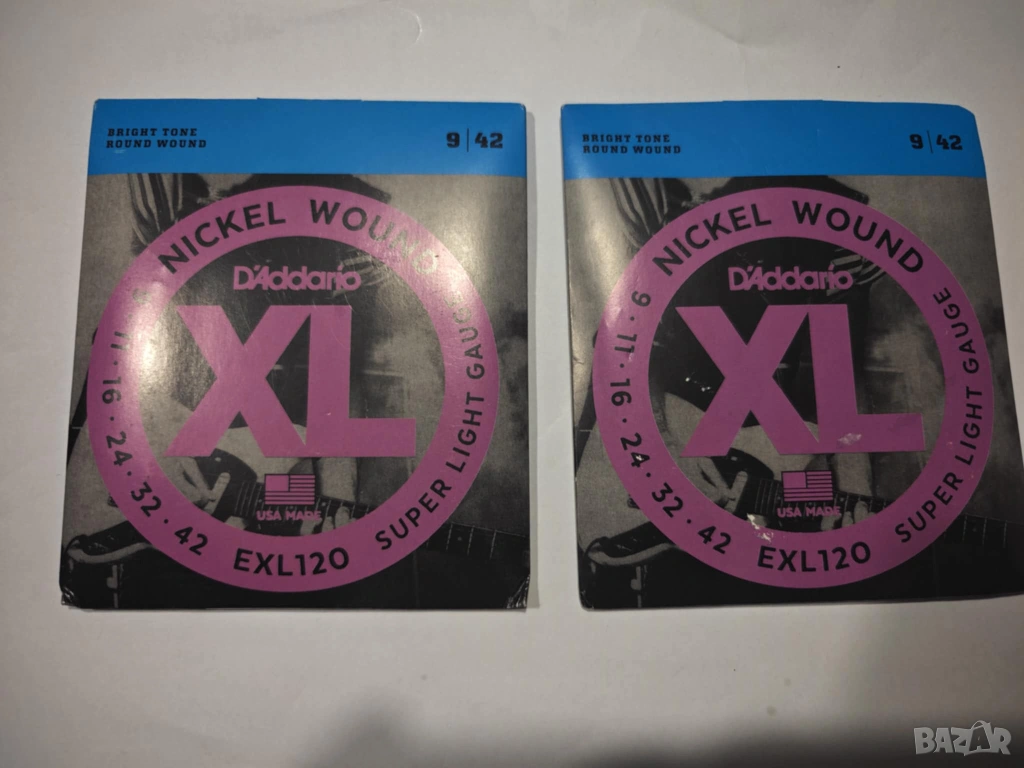 BRIGHT TONE
ROUND WOUND
9 | 42
NICKEL WOUND
D'Addario
XL
11 • 16 • 24 • 32 • 42
SUPER LIGHT GAUGE
USA MADE
EXL120
BRIGHT TONE
ROUND WOUND
9 | 42
NICKEL WOUND
D'Addario
XL
9 • 11 • 16 • 24 • 32 • 42
SUPER LIGHT GAUGE
USA MADE
EXL120
BAZAR